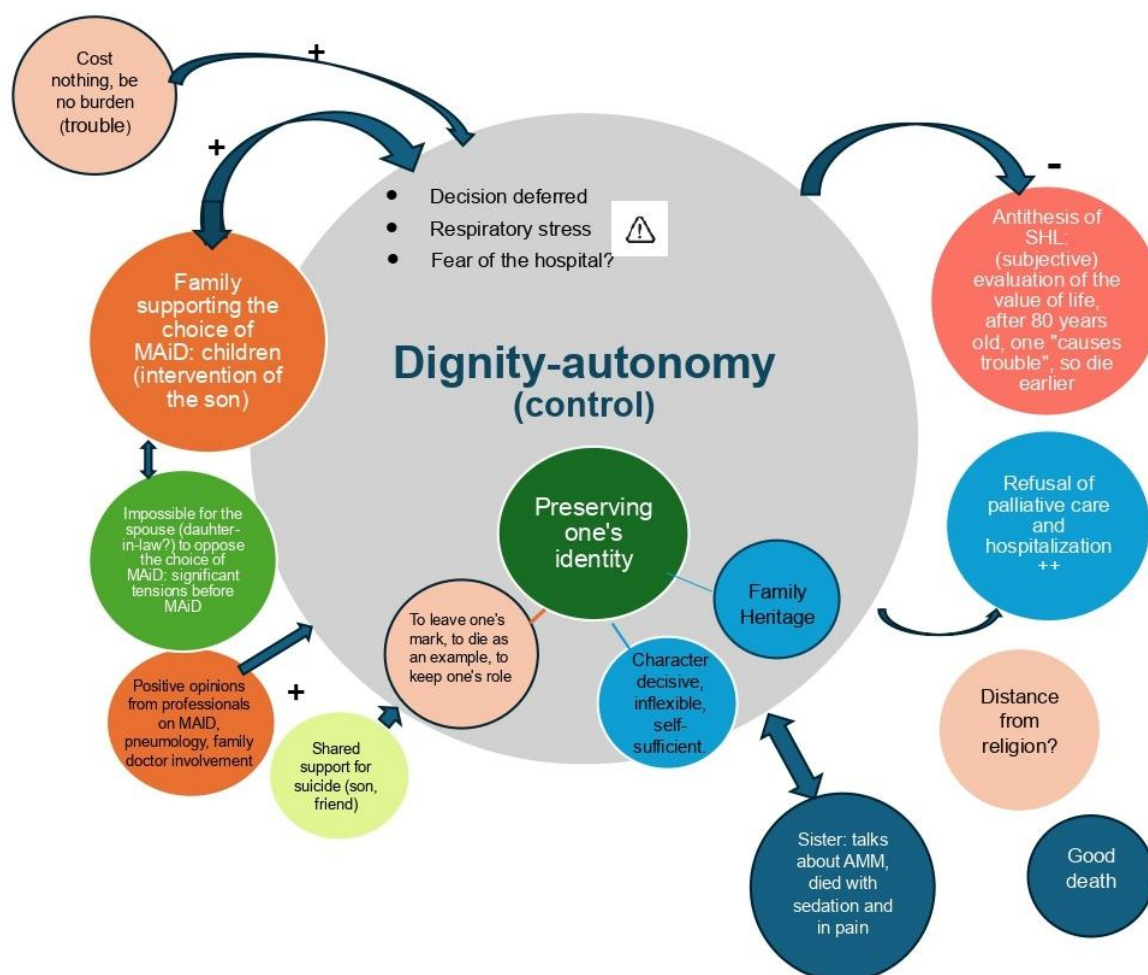 Cost
nothing, be
no burden
(trouble)
+
+
• Decision deferred
• Respiratory stress
• Fear of the hospital?
-
Antithesis of
SHL:
(subjective)
evaluation of the
value of life,
after 80 years
old, one "causes
trouble", so die
earlier
Family
supporting the
choice of
MAiD: children
(intervention of
the son)
Dignity-autonomy
(control)
Impossible for the
spouse (dauhter-
in-law?) to oppose
the choice of
MAiD: significant
tensions before
MAiD
Preserving
one's
identity
Refusal of
palliative care
and
hospitalization
++
Family
Heritage
To leave one's
mark, to die as
an example, to
keep one's role
Character
decisive,
inflexible,
self-
sufficient.
Positive opinions
from professionals
on MAID,
pneumology, family
doctor involvement
+
Shared
support for
suicide (son,
friend)
Distance
from
religion?
Sister: talks
about AMM,
died with
sedation and
in pain
Good
death